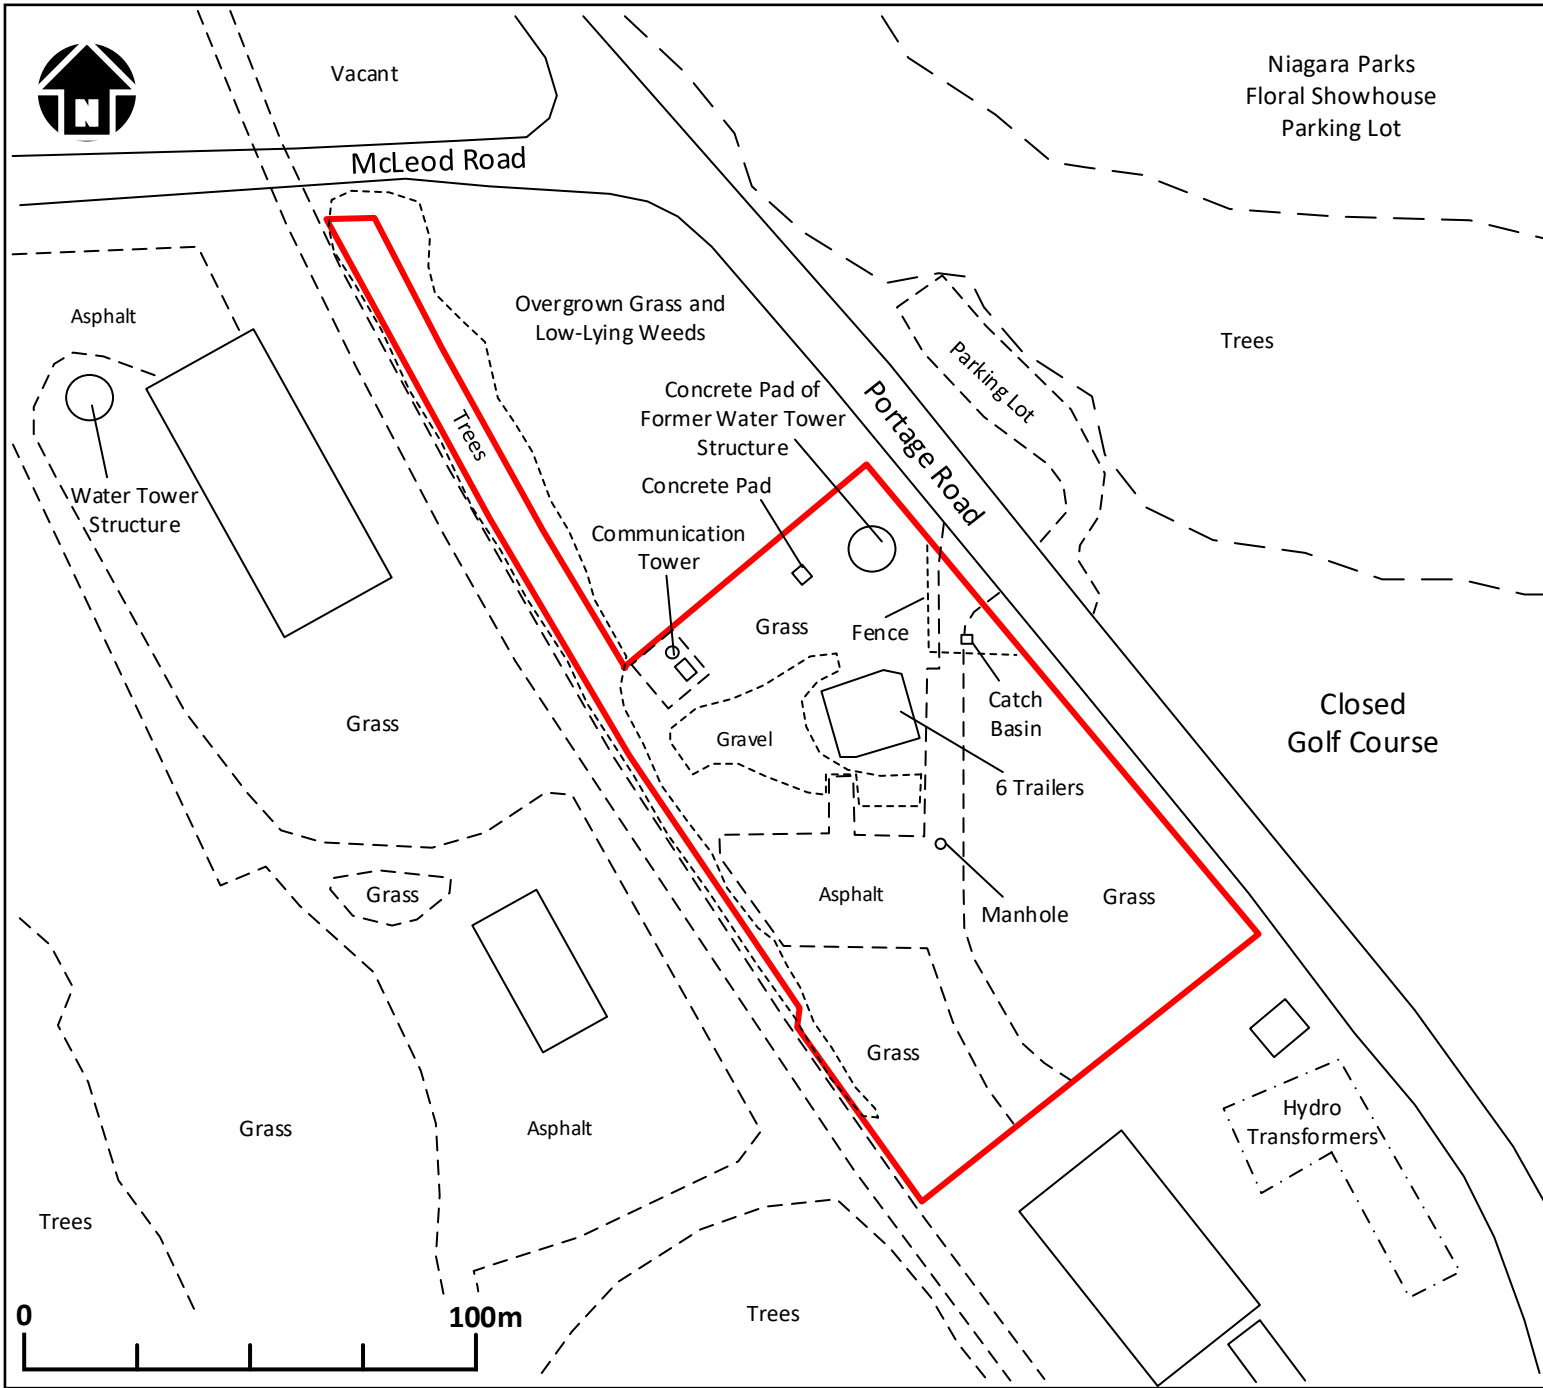 N
Vacant
Niagara Parks
Floral Showhouse
Parking Lot
McLeod Road
Asphalt
Overgrown Grass and
Low-Lying Weeds
Trees
Parking Lot
Concrete Pad of
Former Water Tower
Structure
Portage Road
Trees
Concrete Pad
Water Tower
Structure
Communication
Tower
Grass
Fence
Catch
Basin
Closed
Golf Course
Grass
Gravel
6 Trailers
Grass
Asphalt
Manhole
Grass
Grass
Hydro
Transformers
Grass
Asphalt
Trees
Trees
0
100m